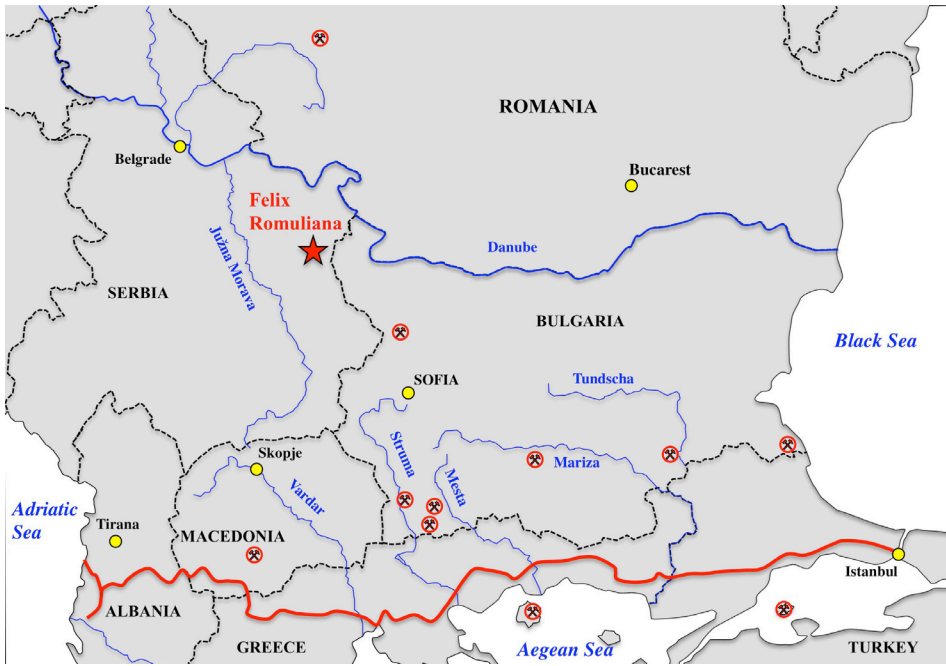 ROMANIA
Belgrade
Bucarest
Felix
Romuliana
Južna Morava
Danube
SERBIA
BULGARIA
Black Sea
SOFIA
Tundscha
Struma
Mesta
Mariza
Skopje
Vardar
Adriatic
Sea
Tirana
MACEDONIA
Istanbul
ALBANIA
GREECE
Aegean Sea
TURKEY